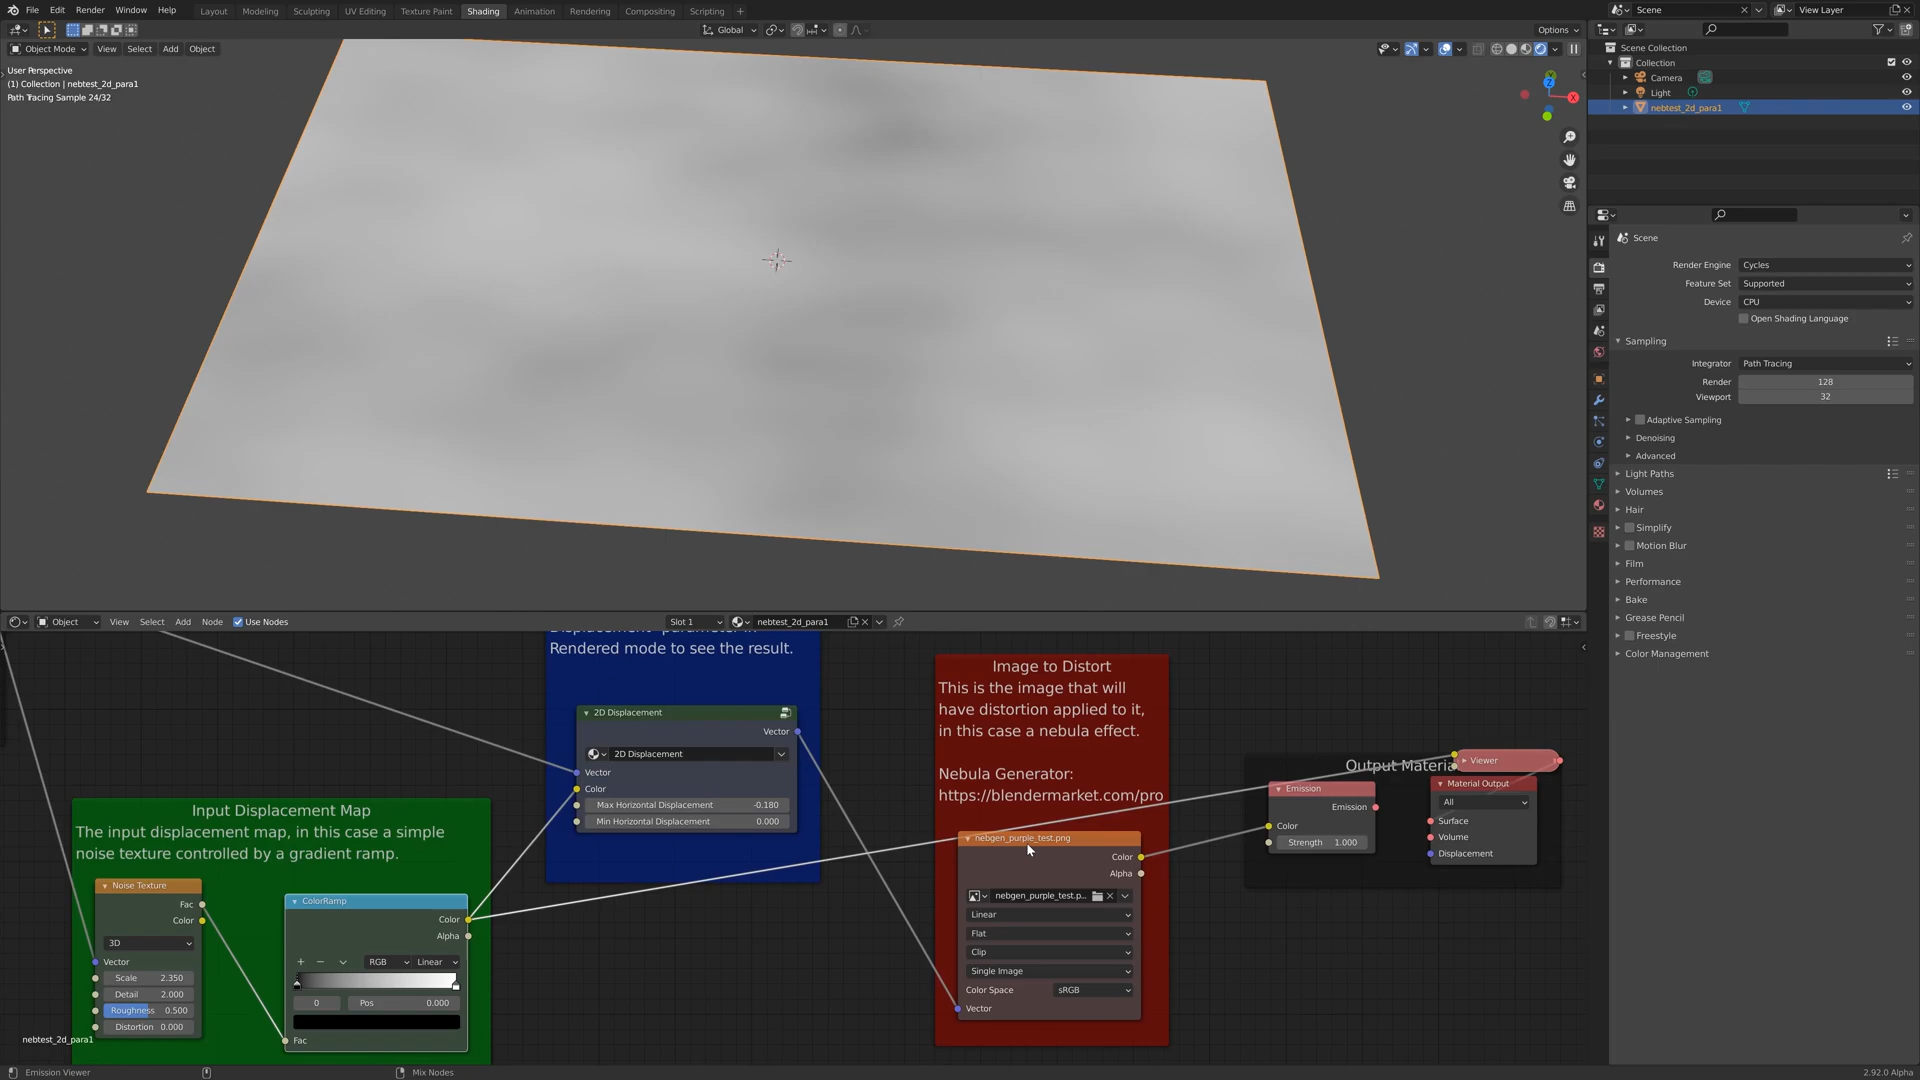 File Edit Render Window Help Layout Modeling Sculpting UV Editing Texture Paint Shading Animation Rendering Compositing Scripting + Scene View Layer
Global Options
Object Mode View Select Add Object
User Perspective
(1) Collection | nebtest_2d_para1
Path Tracing Sample 24/32
Y
Z
X
Scene Collection
Collection
Camera
Light
nebtest_2d_para1
Scene
Render Engine Cycles
Feature Set Supported
Device CPU
Open Shading Language
Sampling
Integrator Path Tracing
Render 128
Viewport 32
Adaptive Sampling
Denoising
Advanced
Light Paths
Volumes
Hair
Simplify
Motion Blur
Film
Performance
Bake
Grease Pencil
Freestyle
Color Management
Object View Select Add Node Use Nodes Slot 1 nebtest_2d_para1
Rendered mode to see the result.
2D Displacement
Vector
2D Displacement
Vector
Color
Max Horizontal Displacement -0.180
Min Horizontal Displacement 0.000
Input Displacement Map
The input displacement map, in this case a simple
noise texture controlled by a gradient ramp.
Noise Texture
Fac
Color
3D
Vector
Scale 2.350
Detail 2.000
Roughness 0.500
Distortion 0.000
nebtest_2d_para1
ColorRamp
Color
Alpha
+ − RGB Linear
0 Pos 0.000
Fac
Image to Distort
This is the image that will
have distortion applied to it,
in this case a nebula effect.
Nebula Generator:
https://blendermarket.com/pro
nebgen_purple_test.png
Color
Alpha
nebgen_purple_test.p...
Linear
Flat
Clip
Single Image
Color Space sRGB
Vector
Output Materia
Viewer
Emission
Emission
Color
Strength 1.000
Material Output
All
Surface
Volume
Displacement
Emission Viewer Mix Nodes 2.92.0 Alpha